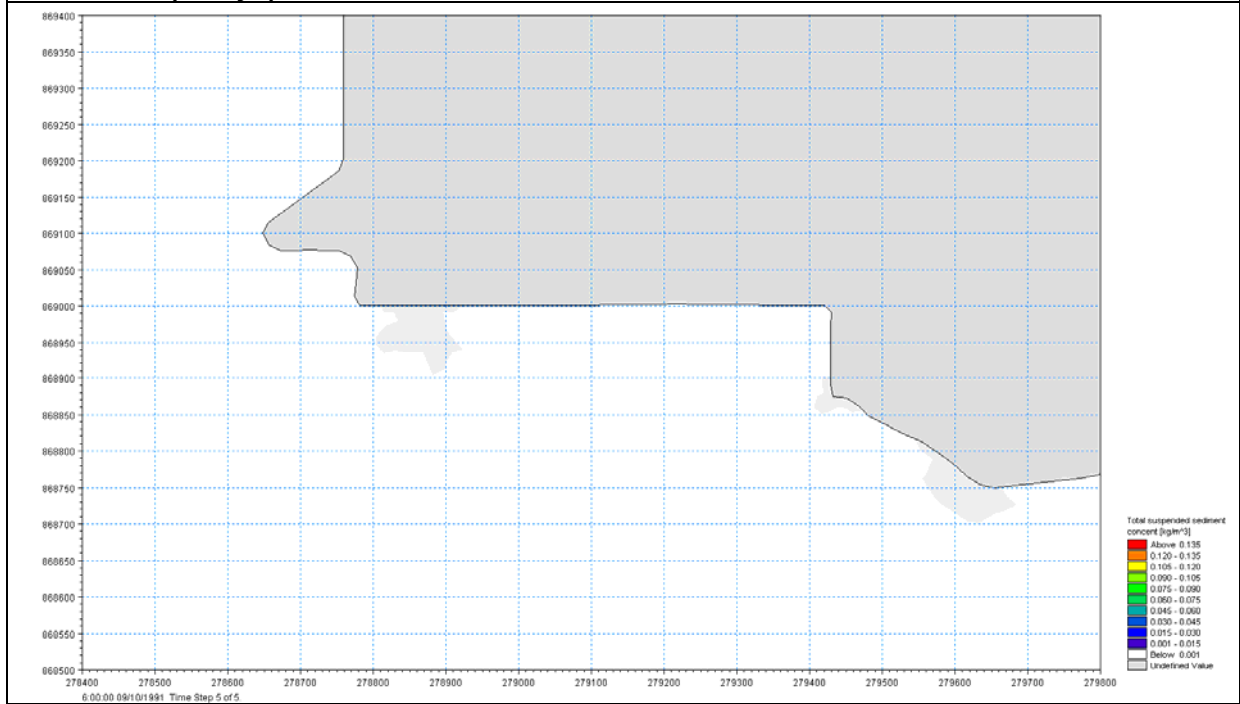 869400
869350
869300
869250
869200
869150
869100
869050
869000
868950
868900
868850
868800
868750
868700
868650
868600
868550
868500
278400 278500 278600 278700 278800 278900 279000 279100 279200 279300 279400 279500 279600 279700 279800
6:00:00 09/10/1991 Time Step 5 of 5.
Total suspended sediment
concent [kg/m^3]
Above 0.135
0.120 - 0.135
0.105 - 0.120
0.090 - 0.105
0.075 - 0.090
0.060 - 0.075
0.045 - 0.060
0.030 - 0.045
0.015 - 0.030
0.001 - 0.015
Below 0.001
Undefined Value